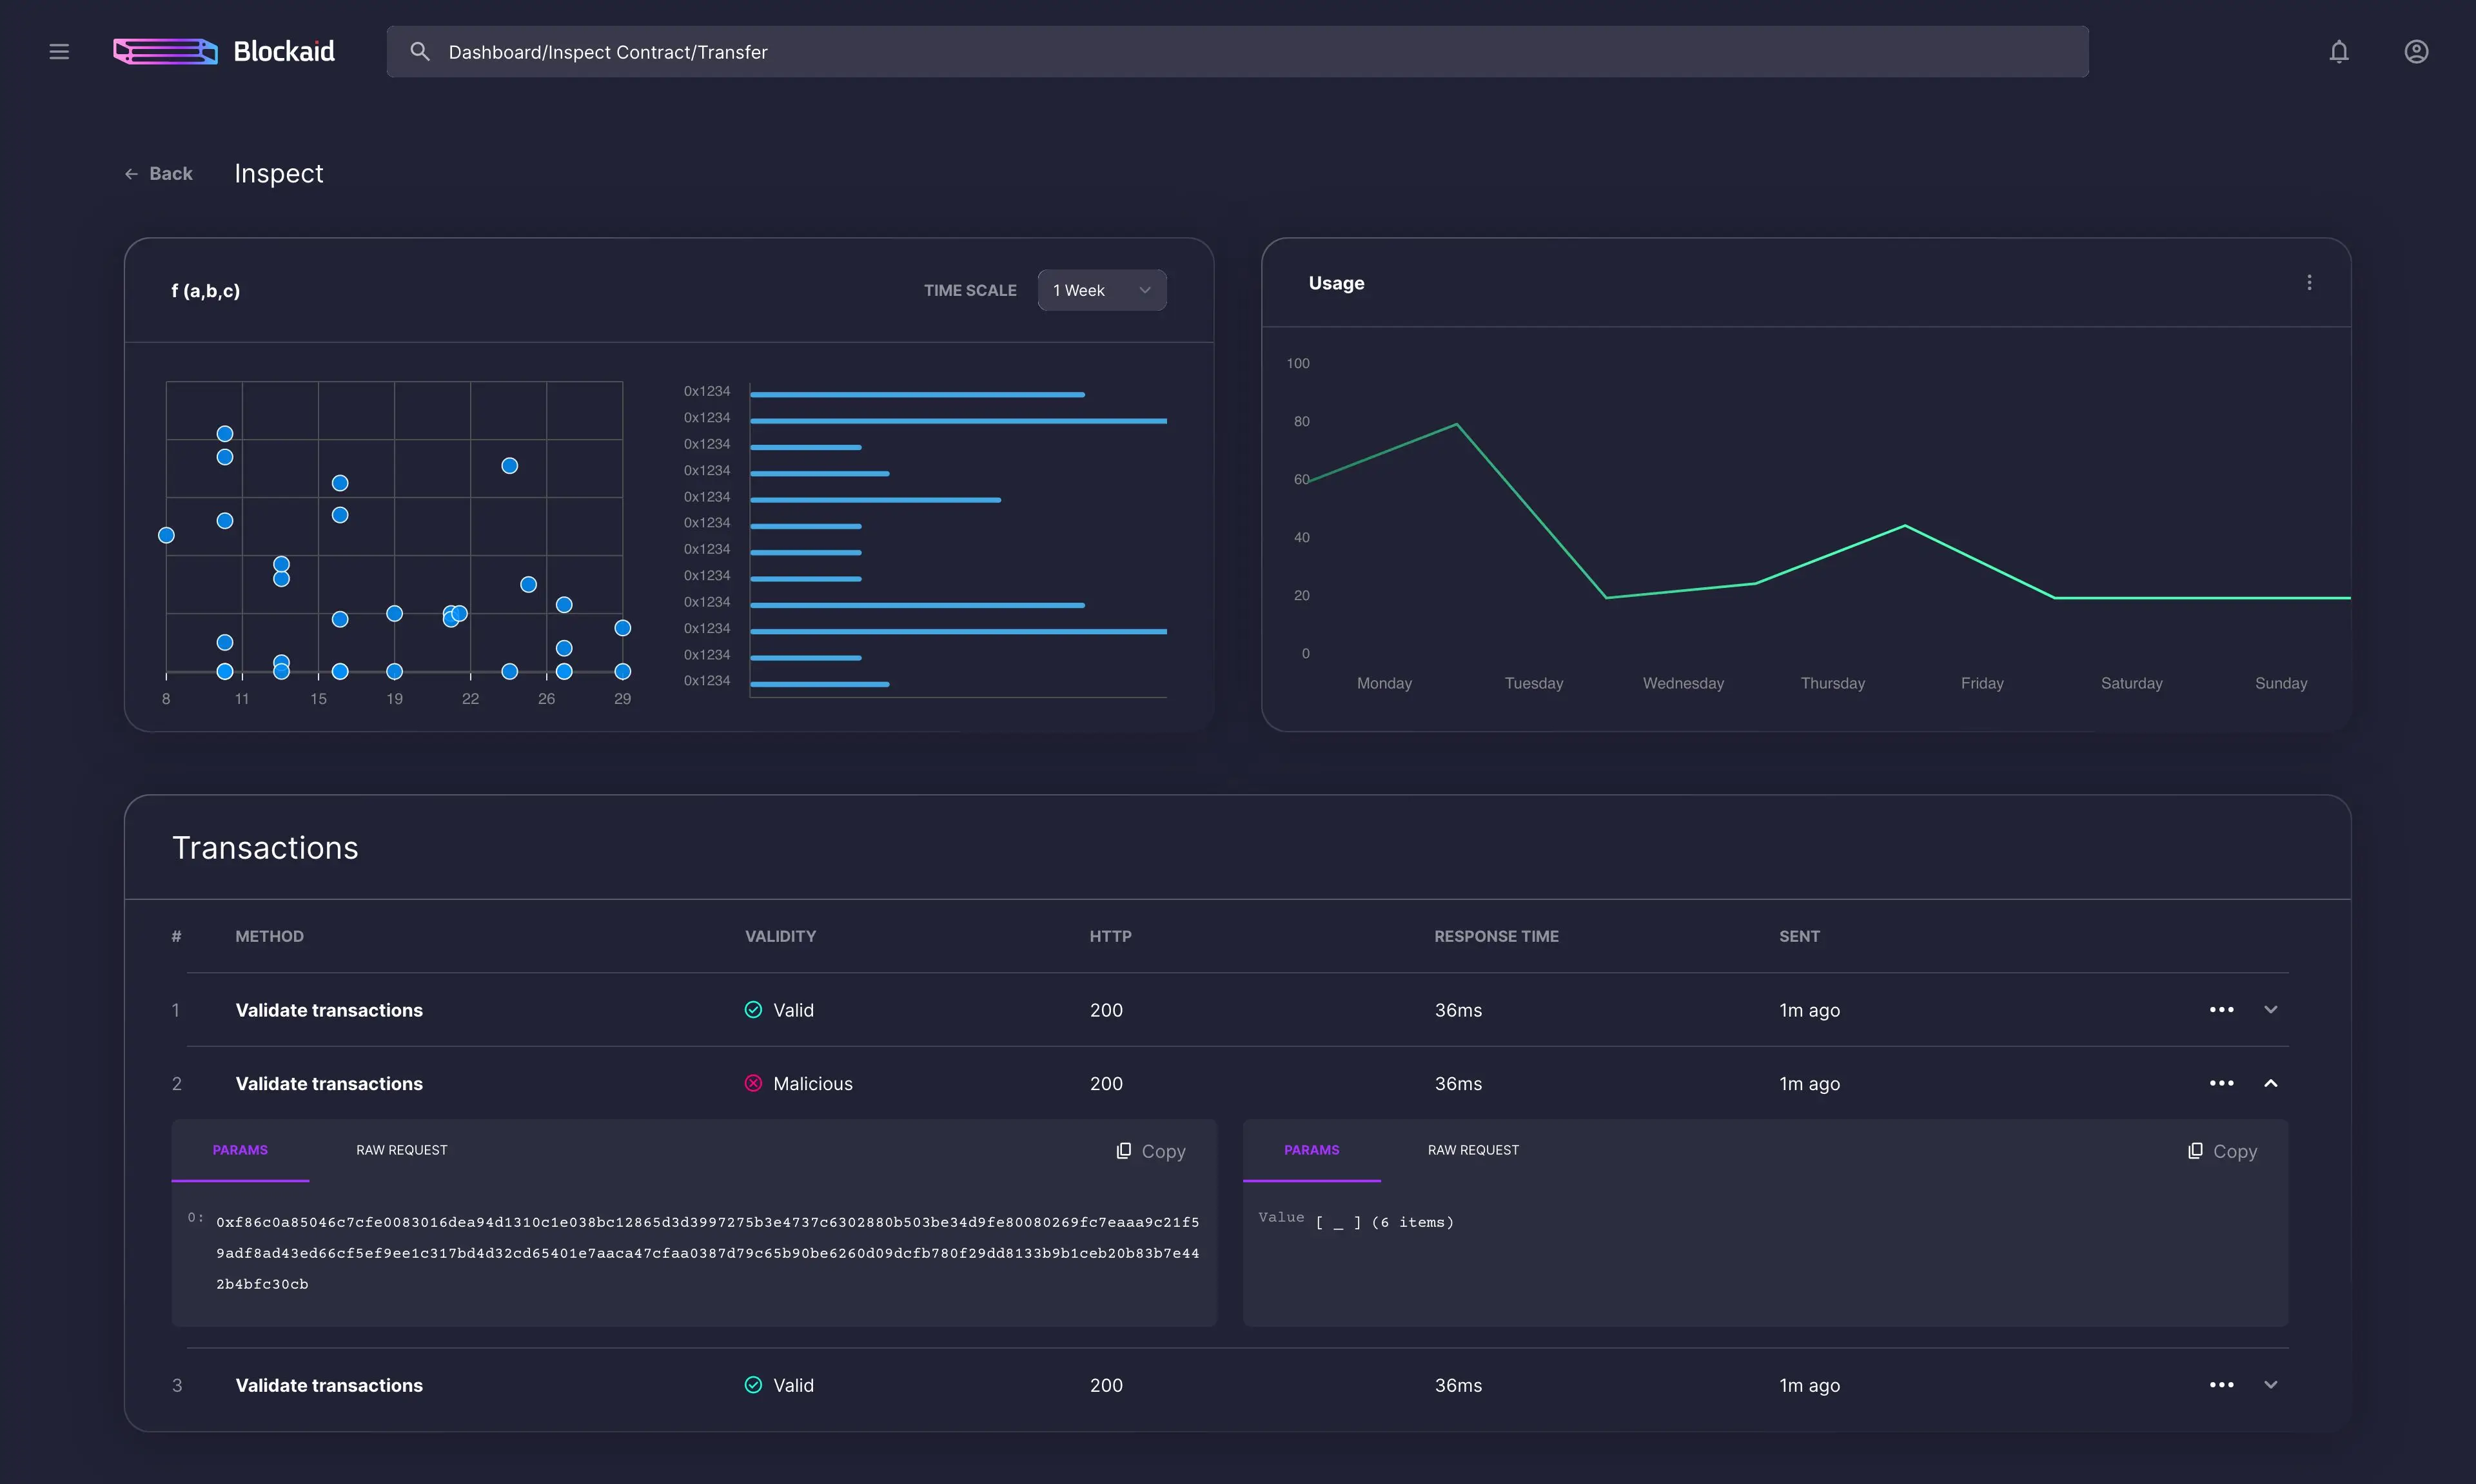 Blockaid
Dashboard/Inspect Contract/Transfer
Back
Inspect
f (a,b,c)
TIME SCALE
1 Week
8 11 15 19 22 26 29
0x1234
0x1234
0x1234
0x1234
0x1234
0x1234
0x1234
0x1234
0x1234
0x1234
0x1234
0x1234
Usage
100
80
60
40
20
0
Monday Tuesday Wednesday Thursday Friday Saturday Sunday
Transactions
# METHOD VALIDITY HTTP RESPONSE TIME SENT
1 Validate transactions Valid 200 36ms 1m ago
2 Validate transactions Malicious 200 36ms 1m ago
PARAMS RAW REQUEST Copy
0: 0xf86c0a85046c7cfe0083016dea94d1310c1e038bc12865d3d3997275b3e4737c6302880b503be34d9fe80080269fc7eaaa9c21f5
9adf8ad43ed66cf5ef9ee1c317bd4d32cd65401e7aaca47cfaa0387d79c65b90be6260d09dcfb780f29dd8133b9b1ceb20b83b7e44
2b4bfc30cb
PARAMS RAW REQUEST Copy
Value [ _ ] (6 items)
3 Validate transactions Valid 200 36ms 1m ago